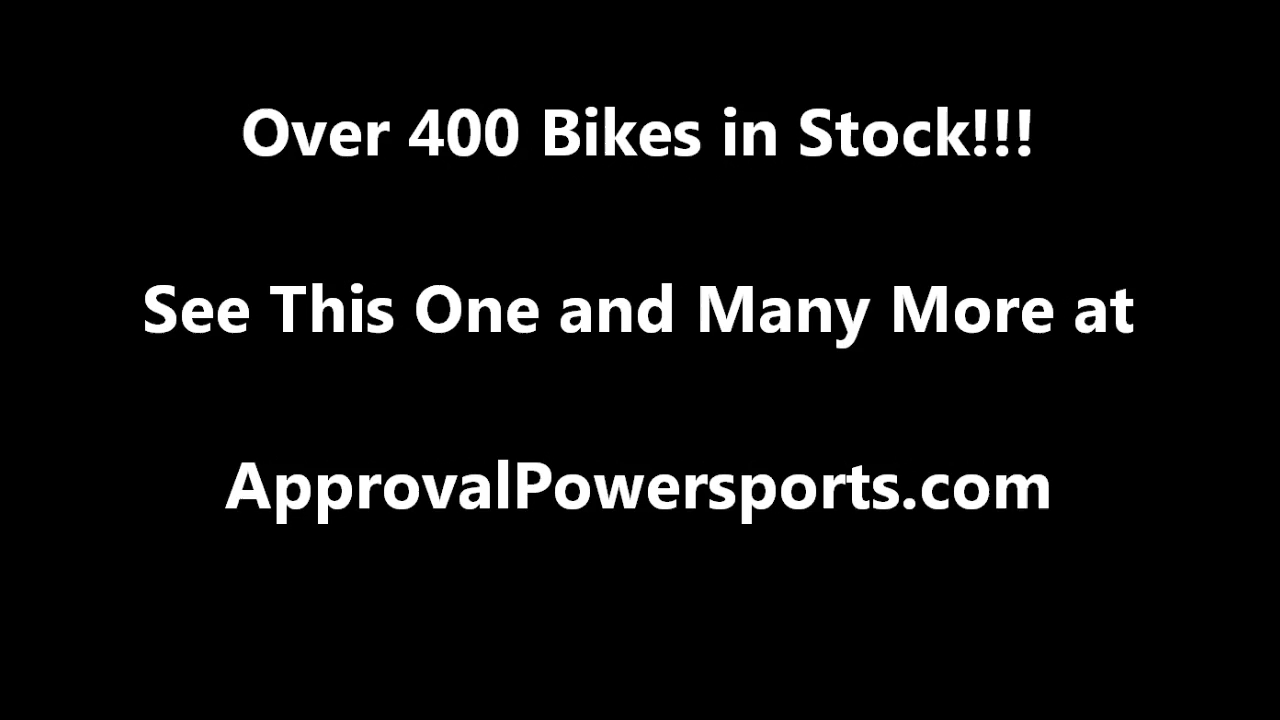 Over 400 Bikes in Stock!!!
See This One and Many More at
ApprovalPowersports.com